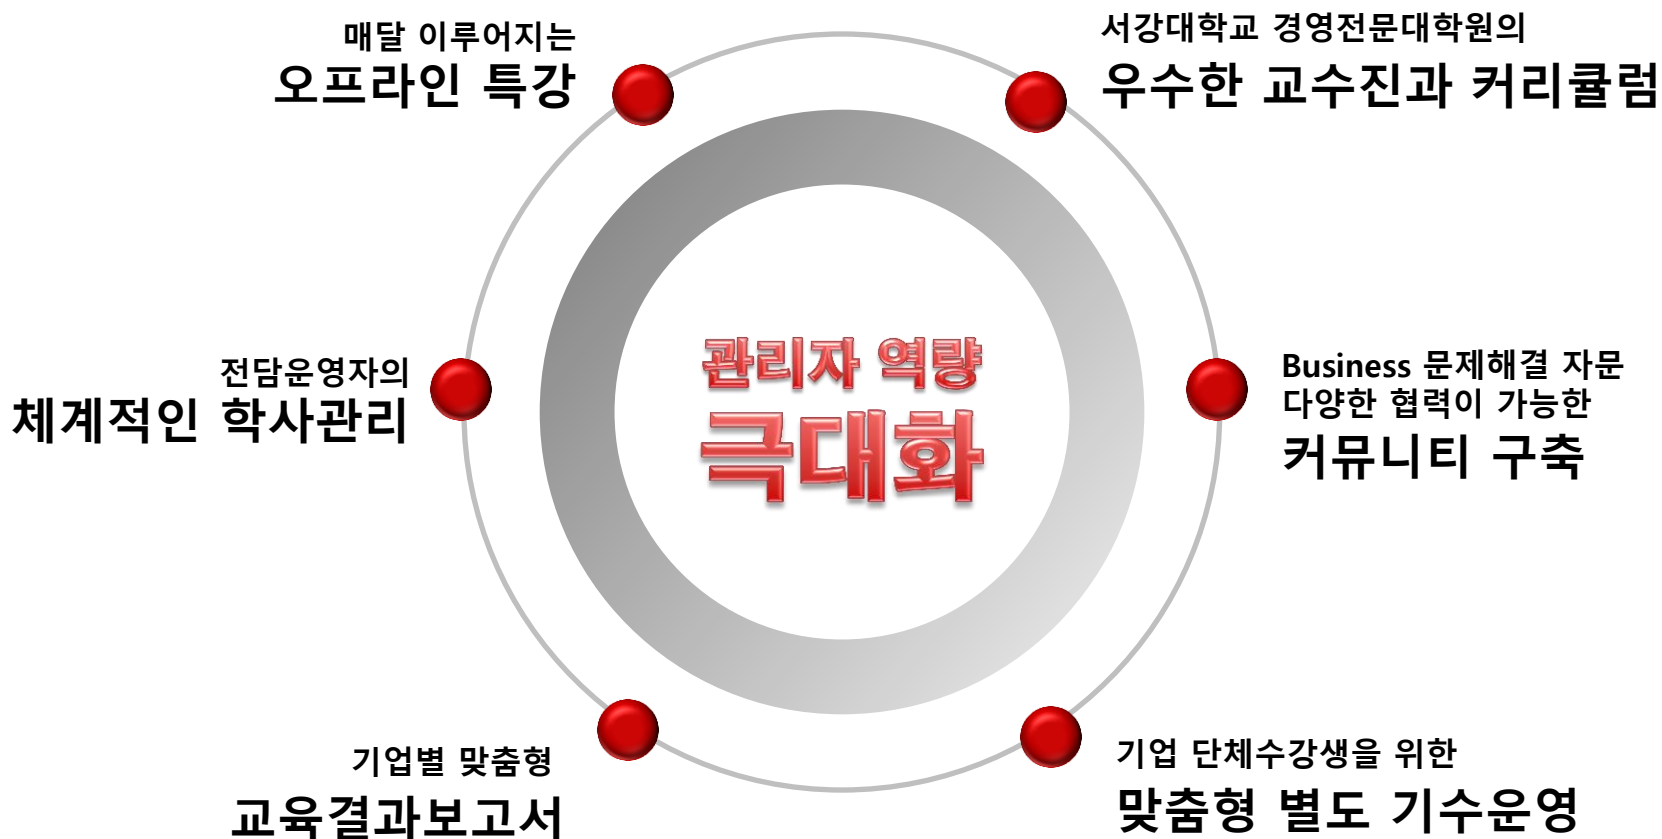 매달 이루어지는
오프라인 특강
서강대학교 경영전문대학원의
우수한 교수진과 커리큘럼
전담운영자의
체계적인 학사관리
관리자 역량
극대화
Business 문제해결 자문
다양한 협력이 가능한
커뮤니티 구축
기업별 맞춤형
교육결과보고서
기업 단체수강생을 위한
맞춤형 별도 기수운영